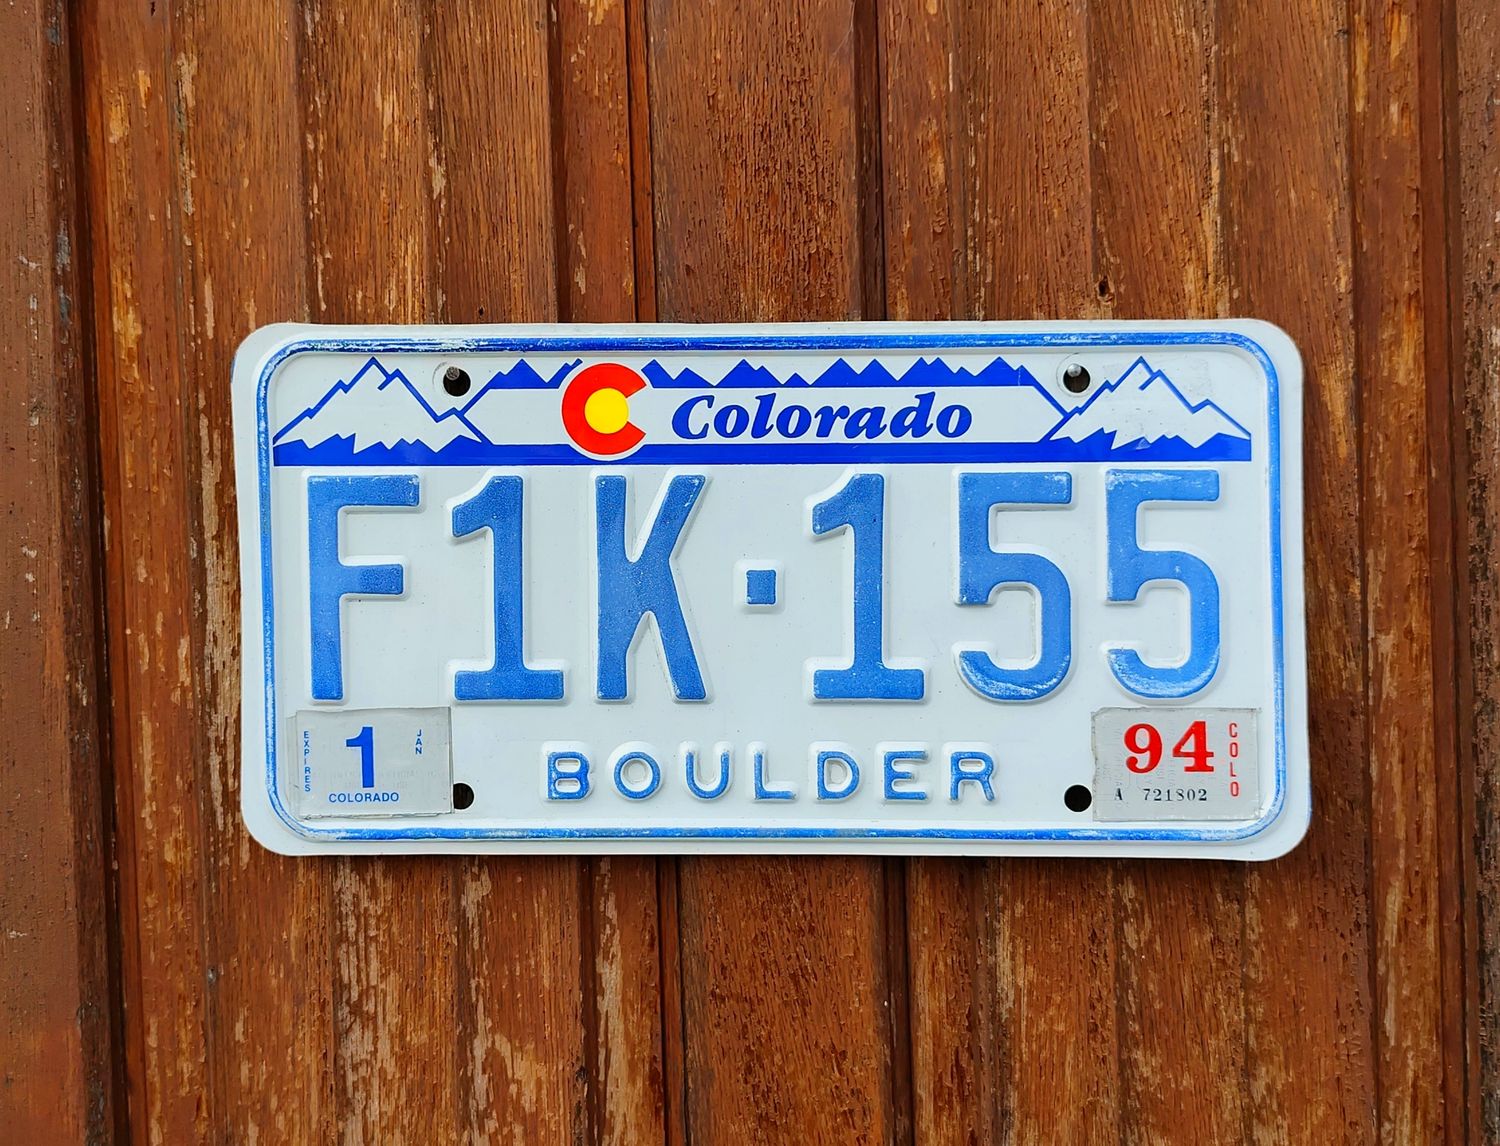 Colorado
F1K·155
EXPIRES
1
JAN
COLORADO
BOULDER
94
COLO
A 721802